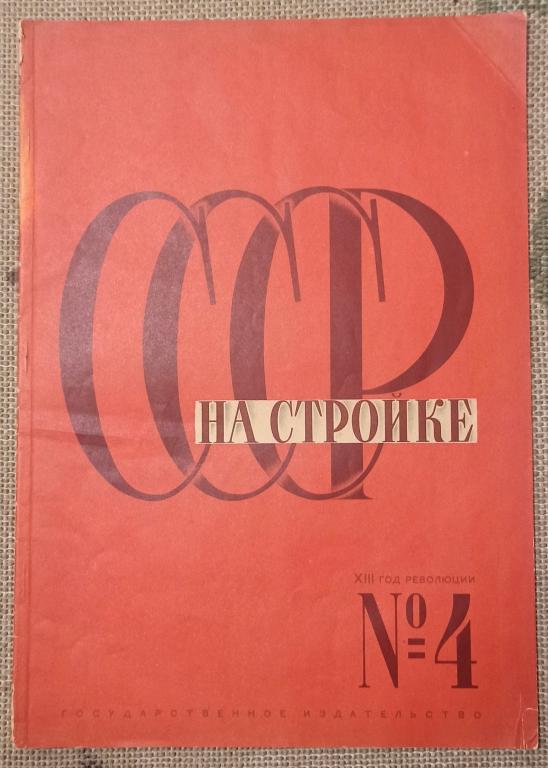 СССР
НА СТРОЙКЕ
XIII ГОД РЕВОЛЮЦИИ
№4
ГОСУДАРСТВЕННОЕ ИЗДАТЕЛЬСТВО